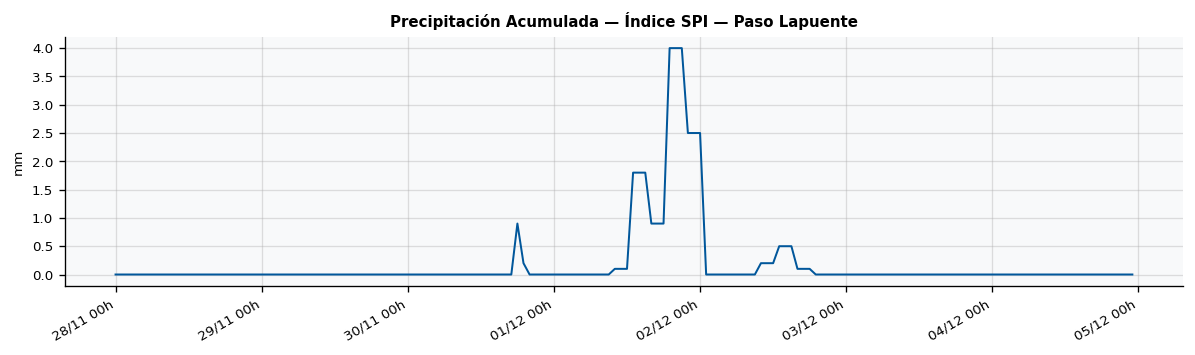 Precipitación Acumulada — Índice SPI — Paso Lapuente
4.0
3.5
3.0
2.5
2.0
1.5
1.0
0.5
0.0
mm
28/11 00h
29/11 00h
30/11 00h
01/12 00h
02/12 00h
03/12 00h
04/12 00h
05/12 00h